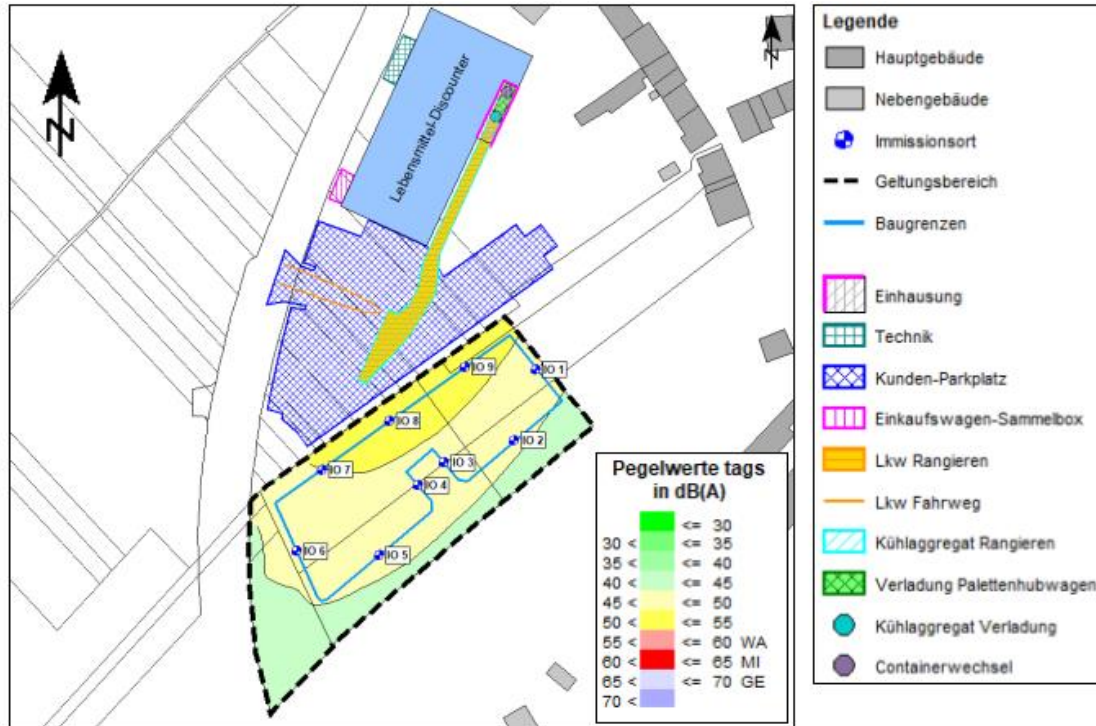 N
N
Lebensmittel-Discounter
IO 1
IO 9
IO 8
IO 2
IO 3
IO 7
IO 4
IO 6
IO 5
Pegelwerte tags
in dB(A)
<= 30
30 < <= 35
35 < <= 40
40 < <= 45
45 < <= 50
50 < <= 55
55 < <= 60 WA
60 < <= 65 MI
65 < <= 70 GE
70 <
Legende
Hauptgebäude
Nebengebäude
Immissionsort
Geltungsbereich
Baugrenzen
Einhausung
Technik
Kunden-Parkplatz
Einkaufswagen-Sammelbox
Lkw Rangieren
Lkw Fahrweg
Kühlaggregat Rangieren
Verladung Palettenhubwagen
Kühlaggregat Verladung
Containerwechsel